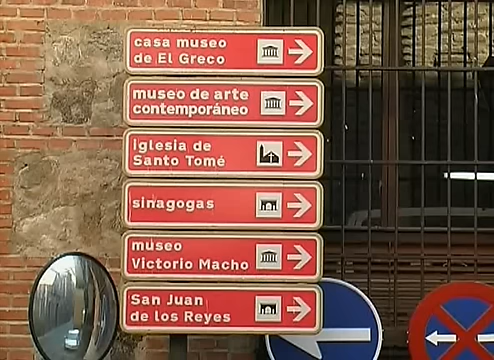 casa museo
de El Greco
museo de arte
contemporáneo
iglesia de
Santo Tomé
sinagogas
museo
Victorio Macho
San Juan
de los Reyes